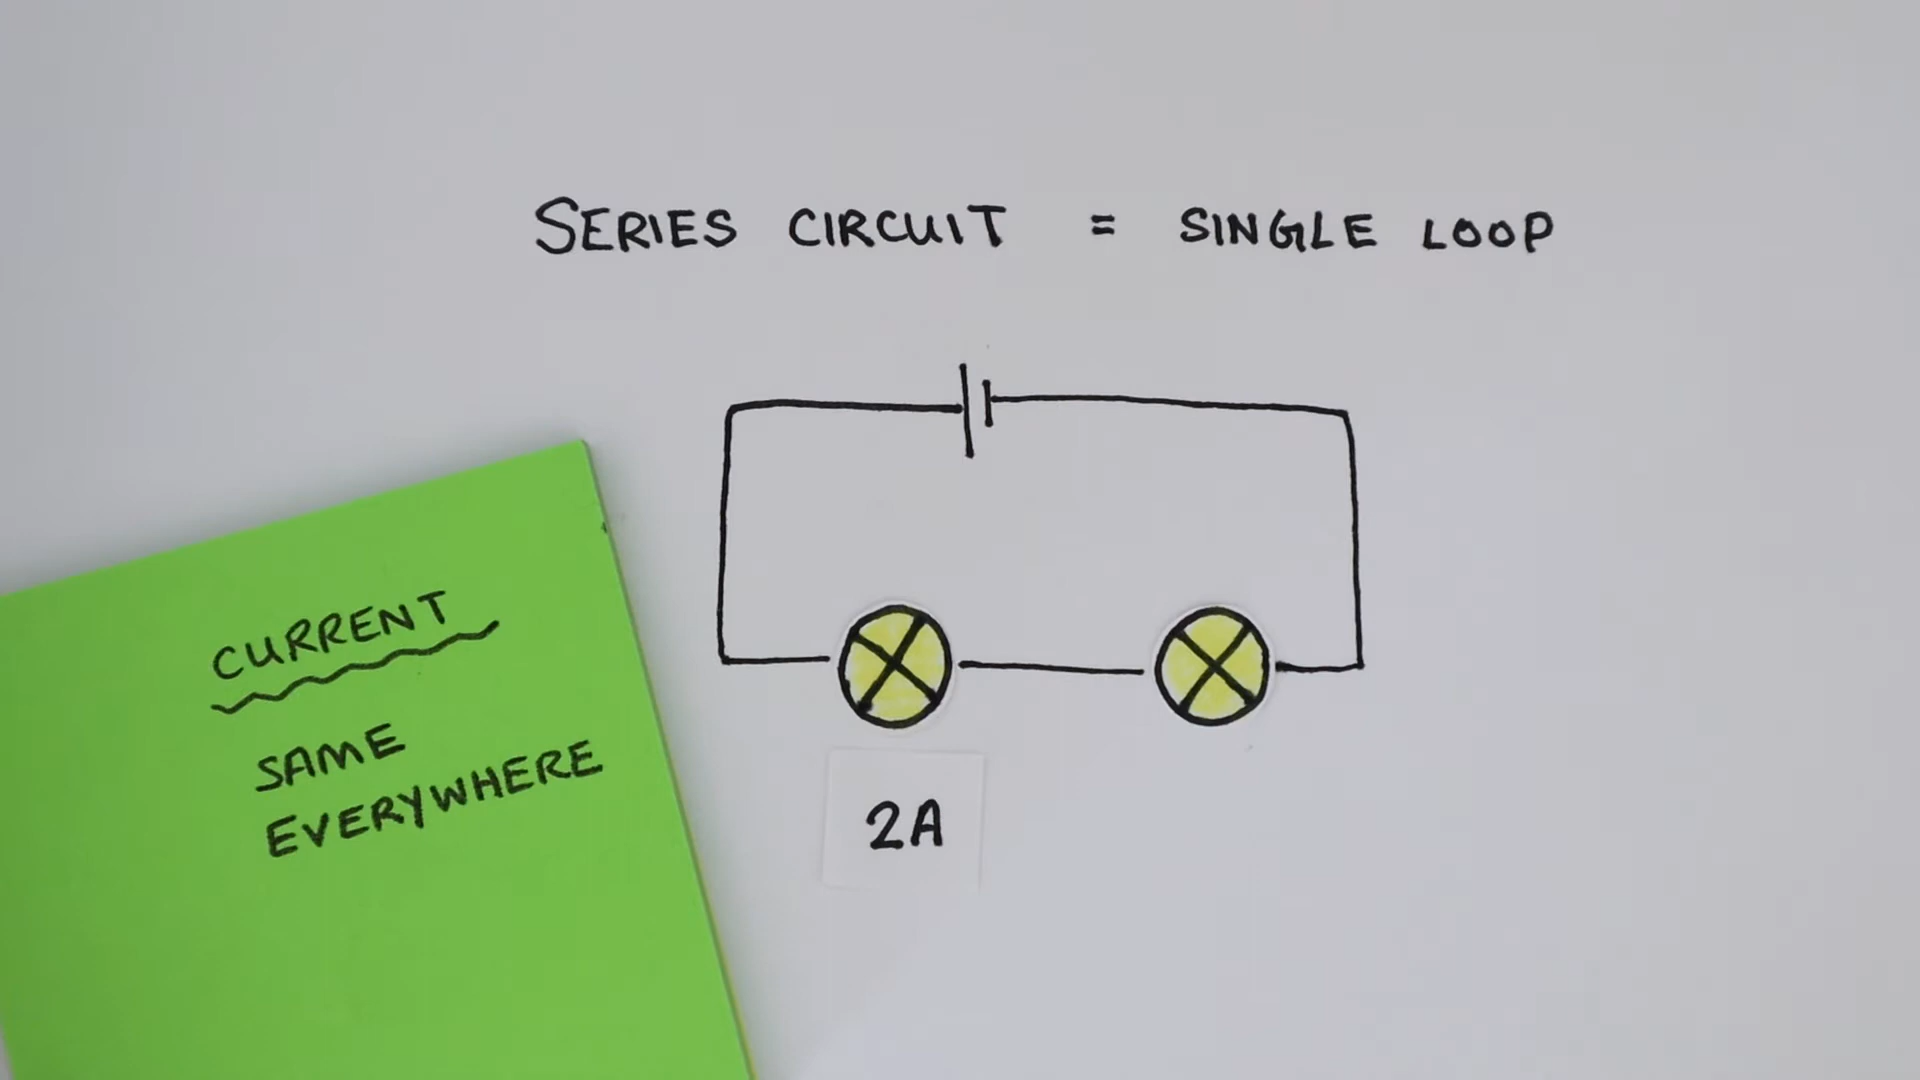 SERIES CIRCUIT = SINGLE LOOP
CURRENT
SAME
EVERYWHERE
2A